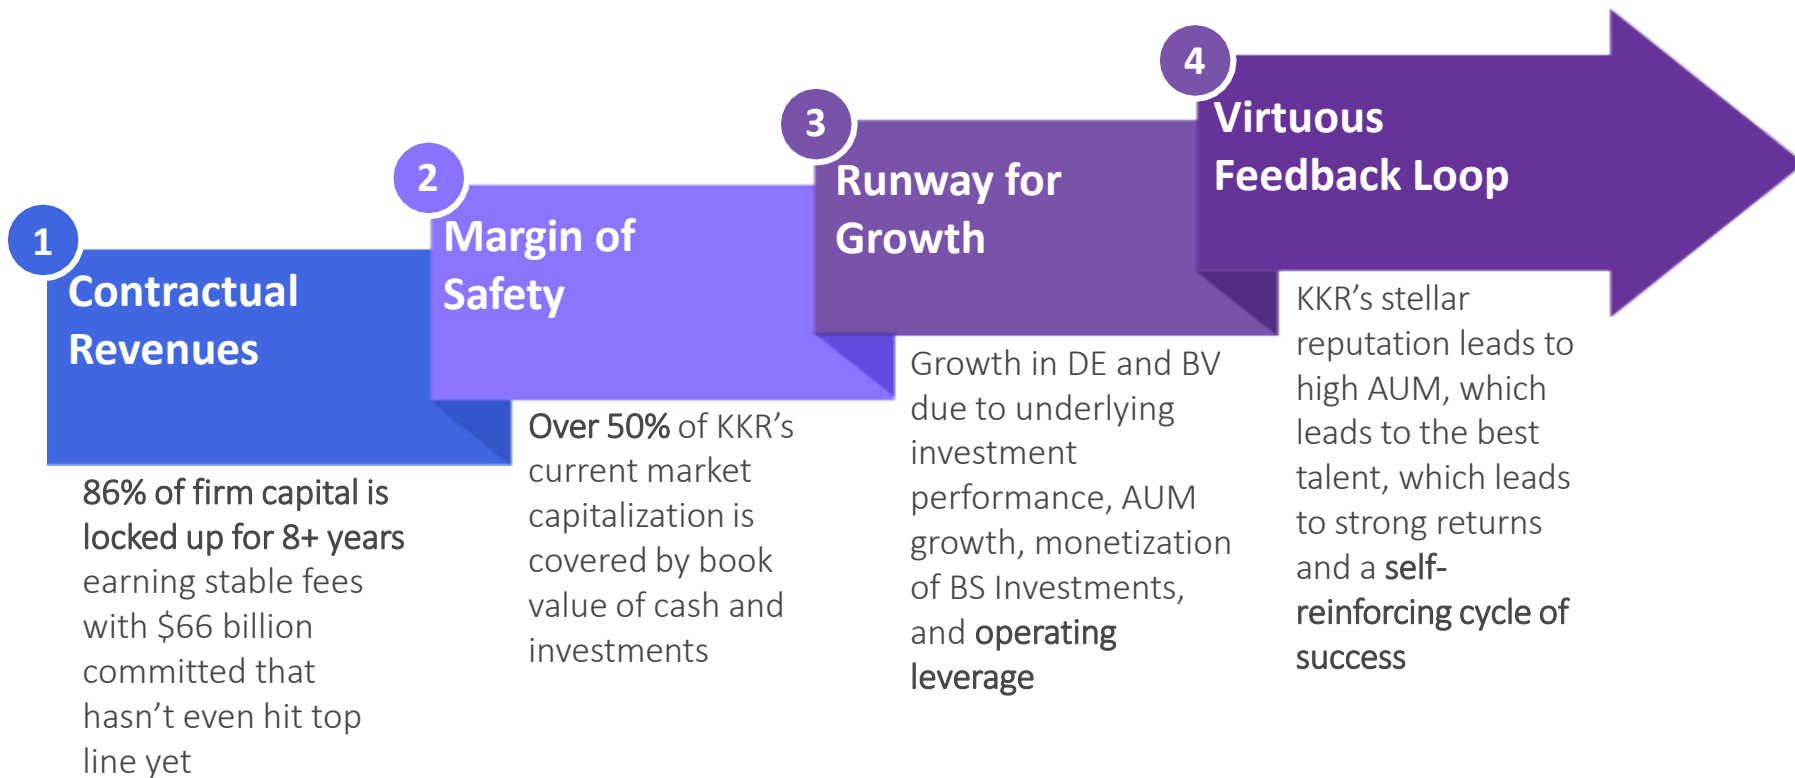 1
Contractual
Revenues
86% of firm capital is
locked up for 8+ years
earning stable fees
with $66 billion
committed that
hasn’t even hit top
line yet
2
Margin of
Safety
Over 50% of KKR’s
current market
capitalization is
covered by book
value of cash and
investments
3
Runway for
Growth
Growth in DE and BV
due to underlying
investment
performance, AUM
growth, monetization
of BS Investments,
and operating
leverage
4
Virtuous
Feedback Loop
KKR’s stellar
reputation leads to
high AUM, which
leads to the best
talent, which leads
to strong returns
and a self-
reinforcing cycle of
success